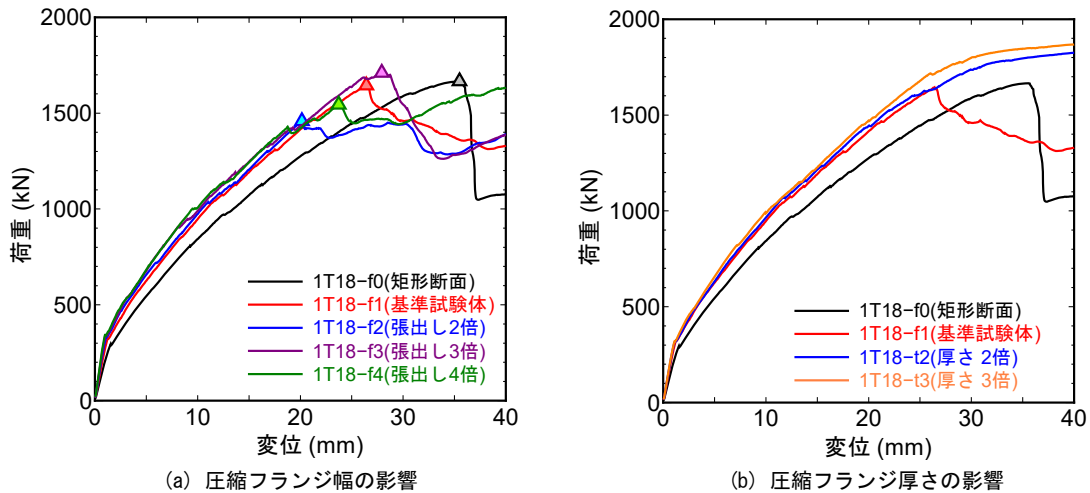 2000
1500
1000
500
0
荷重 (kN)
1T18-f0(矩形断面)
1T18-f1(基準試験体)
1T18-f2(張出し2倍)
1T18-f3(張出し3倍)
1T18-f4(張出し4倍)
0 10 20 30 40
変位 (mm)
(a) 圧縮フランジ幅の影響
2000
1500
1000
500
0
荷重 (kN)
1T18-f0(矩形断面)
1T18-f1(基準試験体)
1T18-t2(厚さ 2倍)
1T18-t3(厚さ 3倍)
0 10 20 30 40
変位 (mm)
(b) 圧縮フランジ厚さの影響